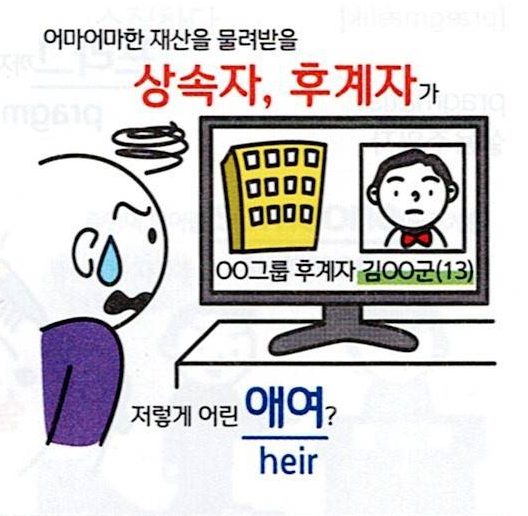 어마어마한 재산을 물려받을
상속자, 후계자가
OO그룹 후계자 김OO군(13)
저렇게 어린 애여?
heir